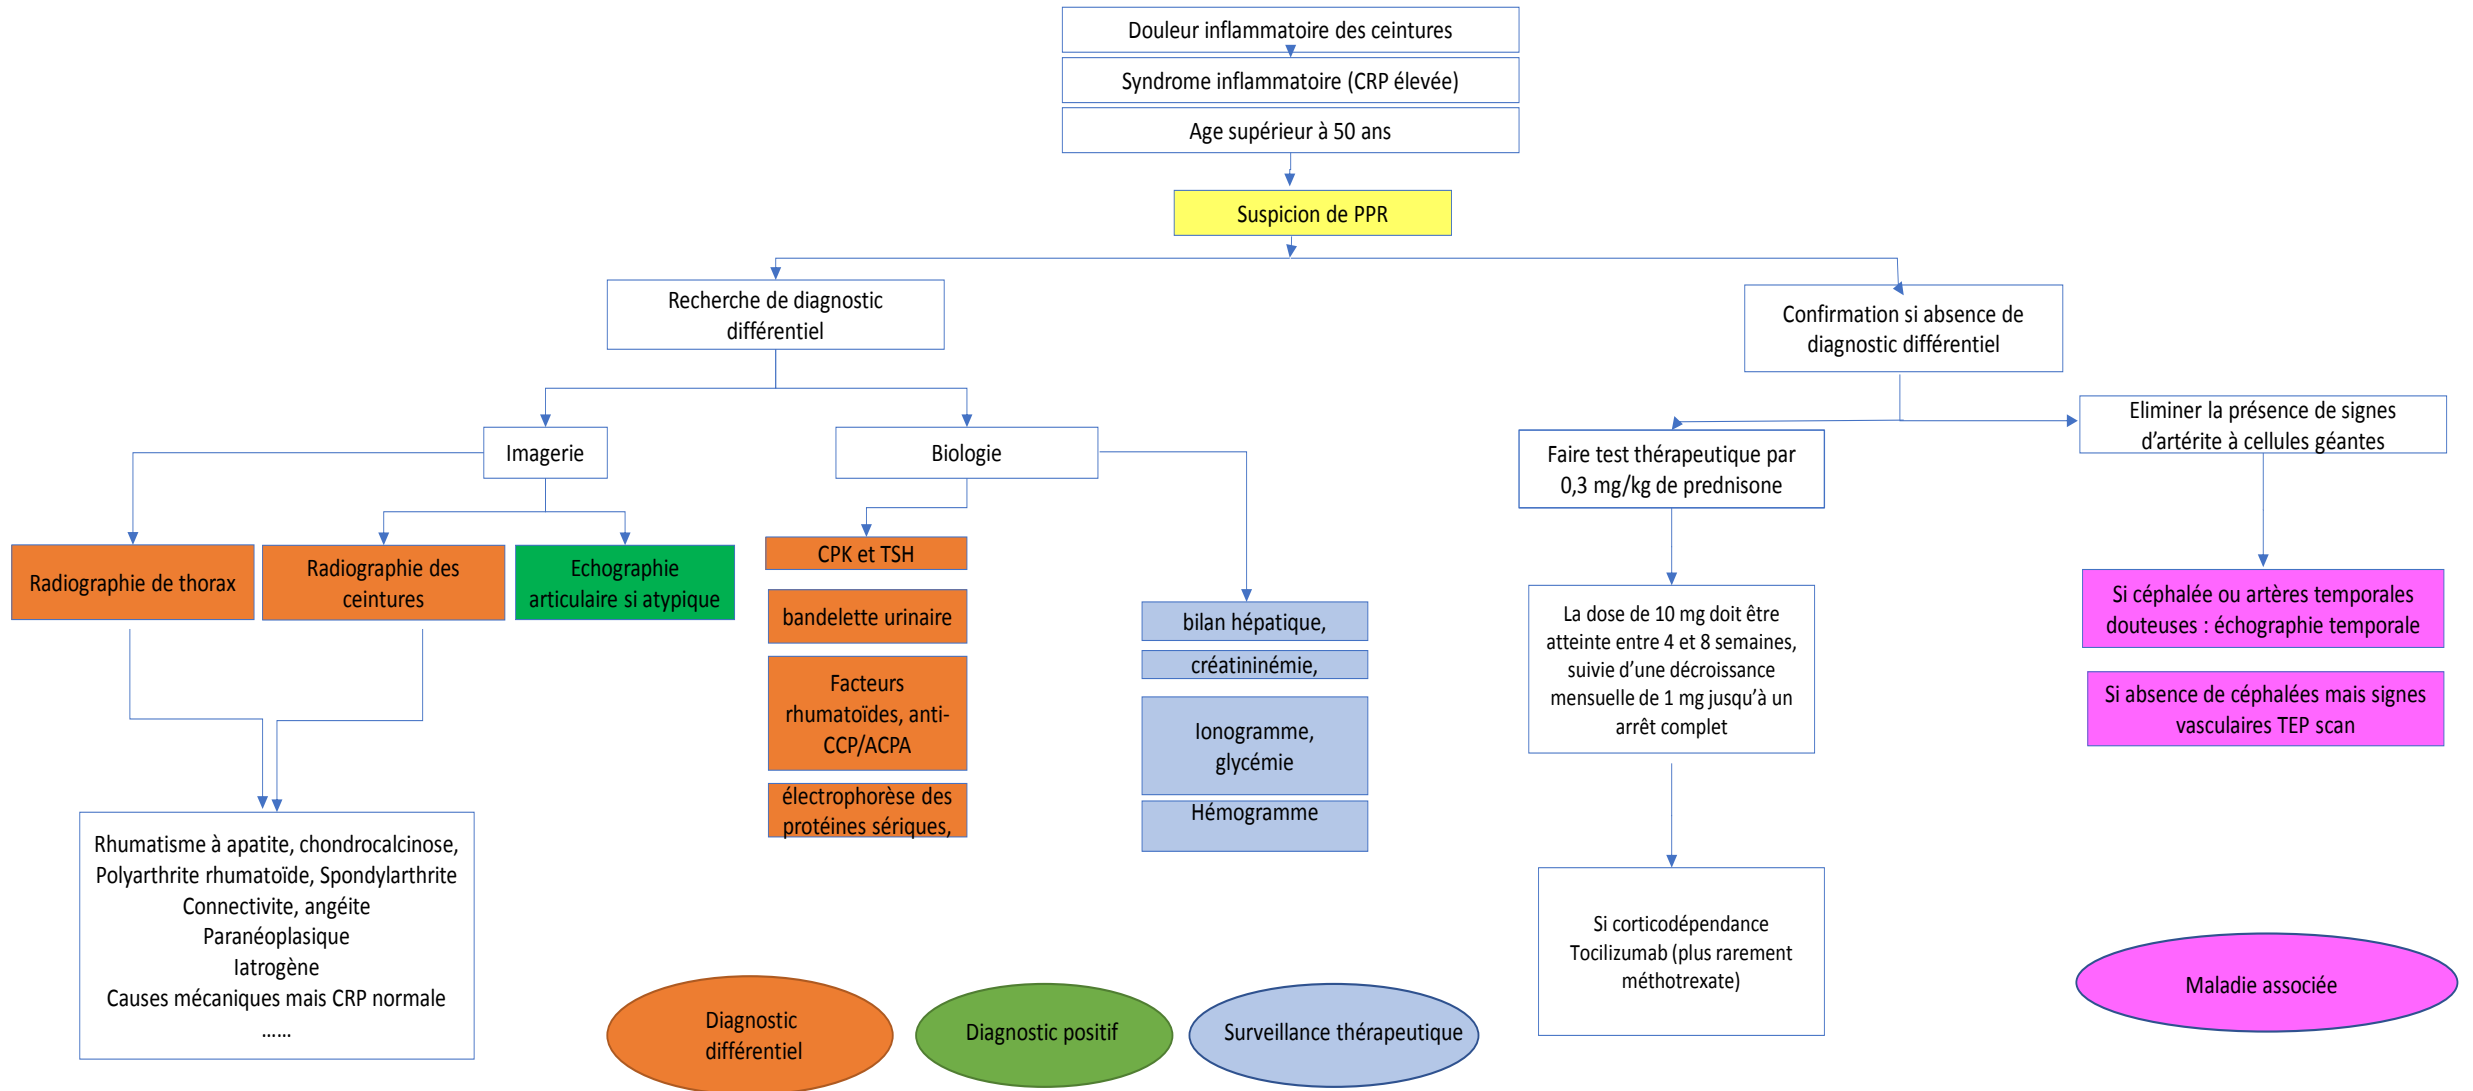 Douleur inflammatoire des ceintures
Syndrome inflammatoire (CRP élevée)
Age supérieur à 50 ans
Suspicion de PPR
Recherche de diagnostic
différentiel
Confirmation si absence de
diagnostic différentiel
Imagerie
Biologie
Faire test thérapeutique par
0,3 mg/kg de prednisone
Eliminer la présence de signes
d’artérite à cellules géantes
Radiographie de thorax
Radiographie des
ceintures
Echographie
articulaire si atypique
CPK et TSH
bandelette urinaire
Facteurs
rhumatoïdes, anti-
CCP/ACPA
électrophorèse des
protéines sériques,
bilan hépatique,
créatininémie,
Ionogramme,
glycémie
Hémogramme
La dose de 10 mg doit être
atteinte entre 4 et 8 semaines,
suivie d’une décroissance
mensuelle de 1 mg jusqu’à un
arrêt complet
Si céphalée ou artères temporales
douteuses : échographie temporale
Si absence de céphalées mais signes
vasculaires TEP scan
Rhumatisme à apatite, chondrocalcinose,
Polyarthrite rhumatoïde, Spondylarthrite
Connectivite, angéite
Paranéoplasique
Iatrogène
Causes mécaniques mais CRP normale
……
Si corticodépendance
Tocilizumab (plus rarement
méthotrexate)
Diagnostic
différentiel
Diagnostic positif
Surveillance thérapeutique
Maladie associée